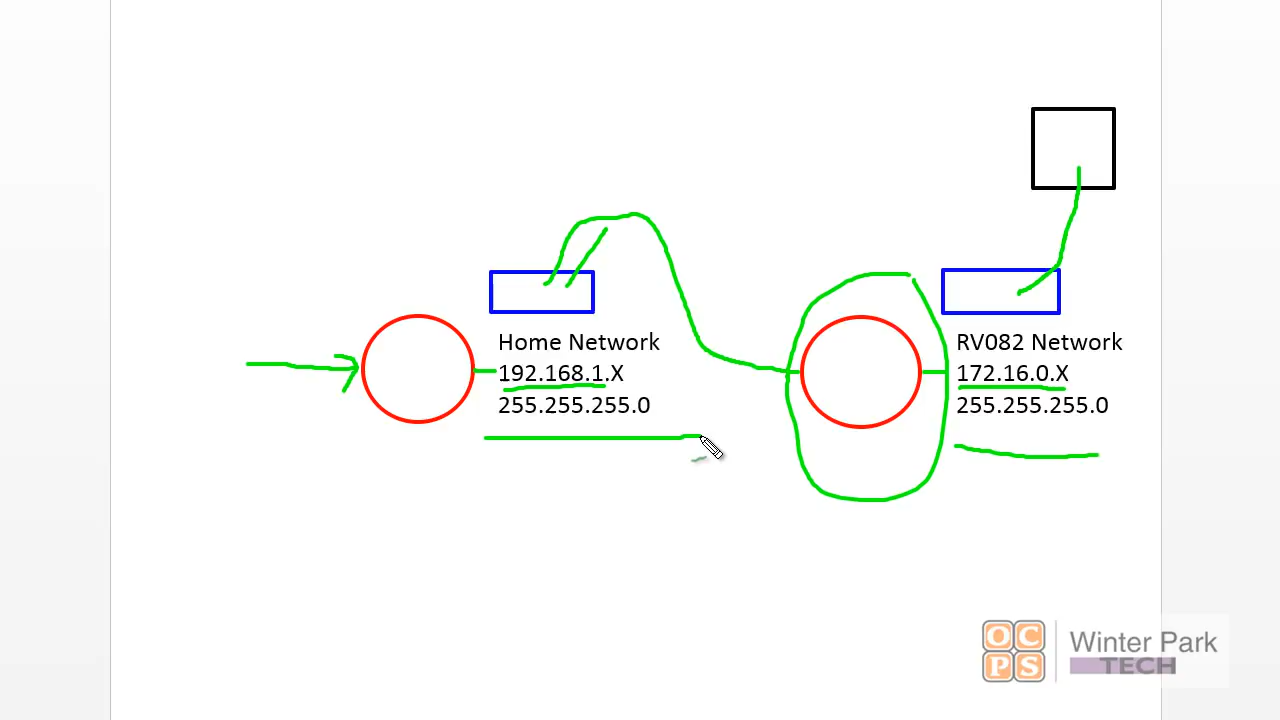 Home Network
192.168.1.X
255.255.255.0
RV082 Network
172.16.0.X
255.255.255.0
OC
PS
Winter Park
TECH